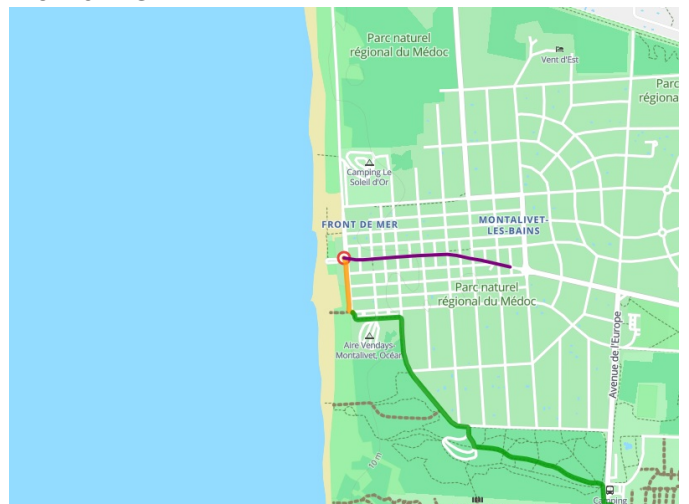 Parc naturel
régional du Médoc
Vent d'Est
Parc
régiona
Camping Le
Soleil d'Or
FRONT DE MER
MONTALIVET-
LES-BAINS
Parc naturel
régional du Médoc
Aire Vendays-
Montalivet, Océan
Avenue de l'Europe
10 m
Camping